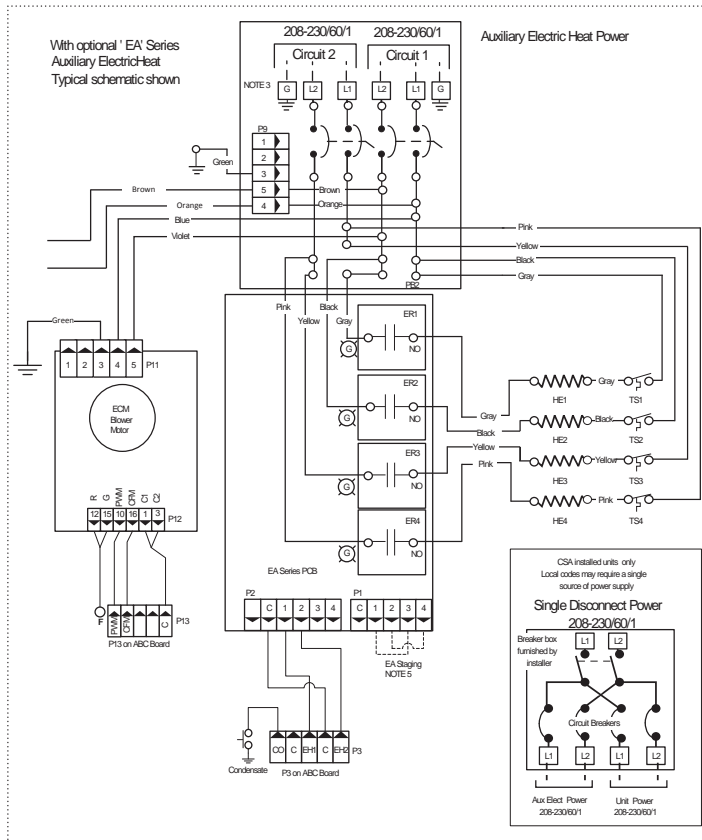 With optional ' EA' Series
Auxiliary ElectricHeat
Typical schematic shown
208-230/60/1
208-230/60/1
Auxiliary Electric Heat Power
Circuit 2
Circuit 1
NOTE 3
G
L2
L1
L2
L1
G
P9
1
2
3
5
4
Green
Brown
Brown
Orange
Orange
Blue
Violet
Pink
Yellow
Black
Gray
PB2
Pink
Yellow
Black
Gray
Green
1 2 3 4 5
P11
ECM
Blower
Motor
ER1
G
NO
ER2
G
NO
ER3
G
NO
ER4
G
NO
Gray
Black
Yellow
Pink
HE1
Gray
TS1
HE2
Black
TS2
HE3
Yellow
TS3
HE4
Pink
TS4
R G PWM CFM C1 C2
12 15 10 16 1 3
P12
EA Series PCB
P2
C 1 2 3 4
P1
C 1 2 3 4
F
PWM CFM C
P13
P13 on ABC Board
EA Staging
NOTE 5
Condensate
CO C EH1 C EH2
P3
P3 on ABC Board
CSA installed units only
Local codes may require a single
source of power supply
Single Disconnect Power
208-230/60/1
Breaker box
furnished by
installer
L1
L2
Circuit Breakers
L1
L2
L1
L2
Aux Elect Power
208-230/60/1
Unit Power
208-230/60/1